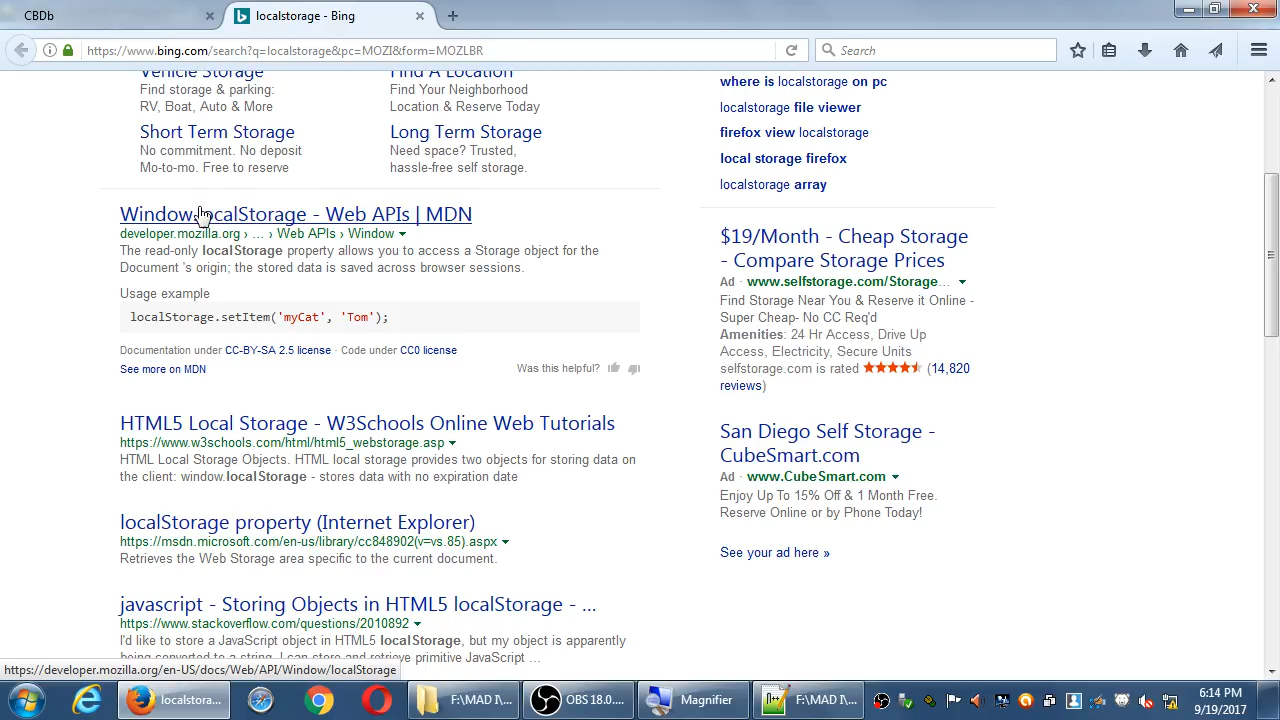 CBDb
localstorage - Bing
https://www.bing.com/search?q=localstorage&pc=MOZI&form=MOZLBR
Search
Vehicle Storage
Find A Location
Find storage & parking:
Find Your Neighborhood
RV, Boat, Auto & More
Location & Reserve Today
Short Term Storage
Long Term Storage
No commitment. No deposit
Need space? Trusted,
Mo-to-mo. Free to reserve
hassle-free self storage.
Window.localStorage - Web APIs | MDN
developer.mozilla.org › … › Web APIs › Window
The read-only localStorage property allows you to access a Storage object for the
Document 's origin; the stored data is saved across browser sessions.
Usage example
localStorage.setItem('myCat', 'Tom');
Documentation under CC-BY-SA 2.5 license · Code under CC0 license
See more on MDN
Was this helpful?
HTML5 Local Storage - W3Schools Online Web Tutorials
https://www.w3schools.com/html/html5_webstorage.asp
HTML Local Storage Objects. HTML local storage provides two objects for storing data on
the client: window.localStorage - stores data with no expiration date
localStorage property (Internet Explorer)
https://msdn.microsoft.com/en-us/library/cc848902(v=vs.85).aspx
Retrieves the Web Storage area specific to the current document.
javascript - Storing Objects in HTML5 localStorage - ...
https://www.stackoverflow.com/questions/2010892
I'd like to store a JavaScript object in HTML5 localStorage, but my object is apparently
being converted to a string. I can store and retrieve primitive JavaScript ...
where is localstorage on pc
localstorage file viewer
firefox view localstorage
local storage firefox
localstorage array
$19/Month - Cheap Storage
- Compare Storage Prices
Ad · www.selfstorage.com/Storage…
Find Storage Near You & Reserve it Online -
Super Cheap- No CC Req'd
Amenities: 24 Hr Access, Drive Up
Access, Electricity, Secure Units
selfstorage.com is rated (14,820
reviews)
San Diego Self Storage -
CubeSmart.com
Ad · www.CubeSmart.com
Enjoy Up To 15% Off & 1 Month Free.
Reserve Online or by Phone Today!
See your ad here »
https://developer.mozilla.org/en-US/docs/Web/API/Window/localStorage
localstora...
F:\MAD I\...
OBS 18.0....
Magnifier
F:\MAD I\...
6:14 PM
9/19/2017